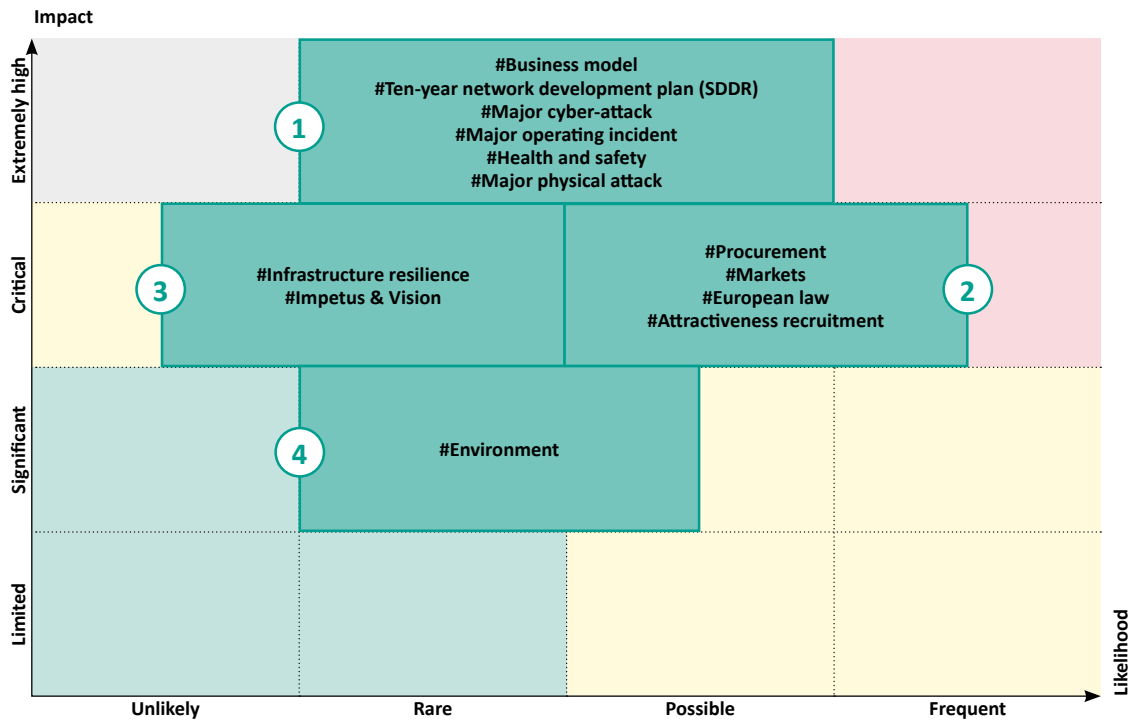 Impact
Extremely high
#Business model
#Ten-year network development plan (SDDR)
#Major cyber-attack
#Major operating incident
#Health and safety
#Major physical attack
1
Critical
3
#Infrastructure resilience
#Impetus & Vision
#Procurement
#Markets
#European law
#Attractiveness recruitment
2
Significant
4
#Environment
Limited
Likelihood
Unlikely
Rare
Possible
Frequent